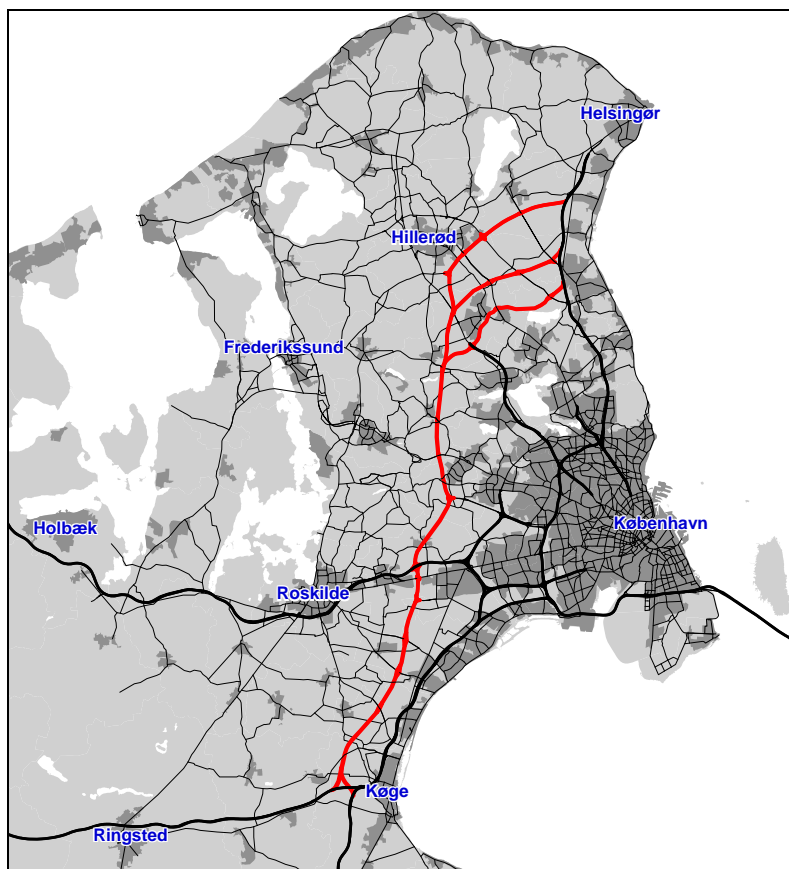 Helsingør
Hillerød
Frederikssund
København
Holbæk
Roskilde
Køge
Ringsted